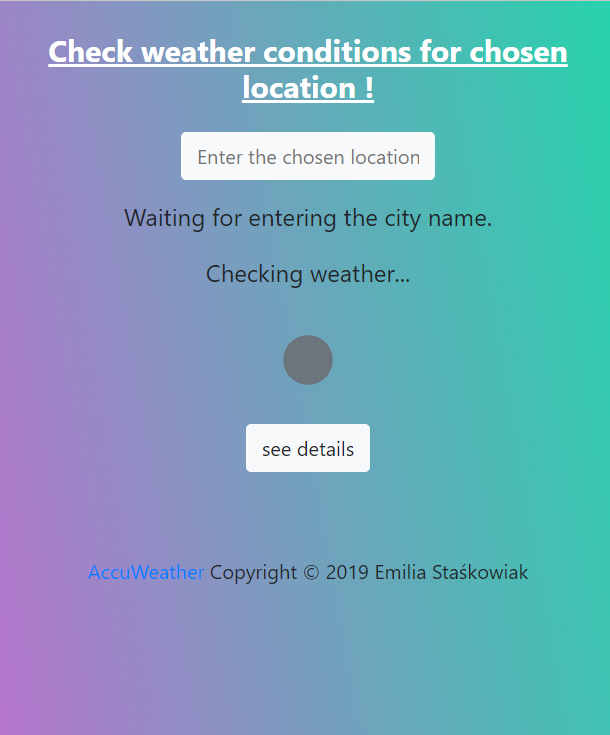 Check weather conditions for chosen
location !
Enter the chosen location
Waiting for entering the city name.
Checking weather...
see details
AccuWeather Copyright © 2019 Emilia Staśkowiak